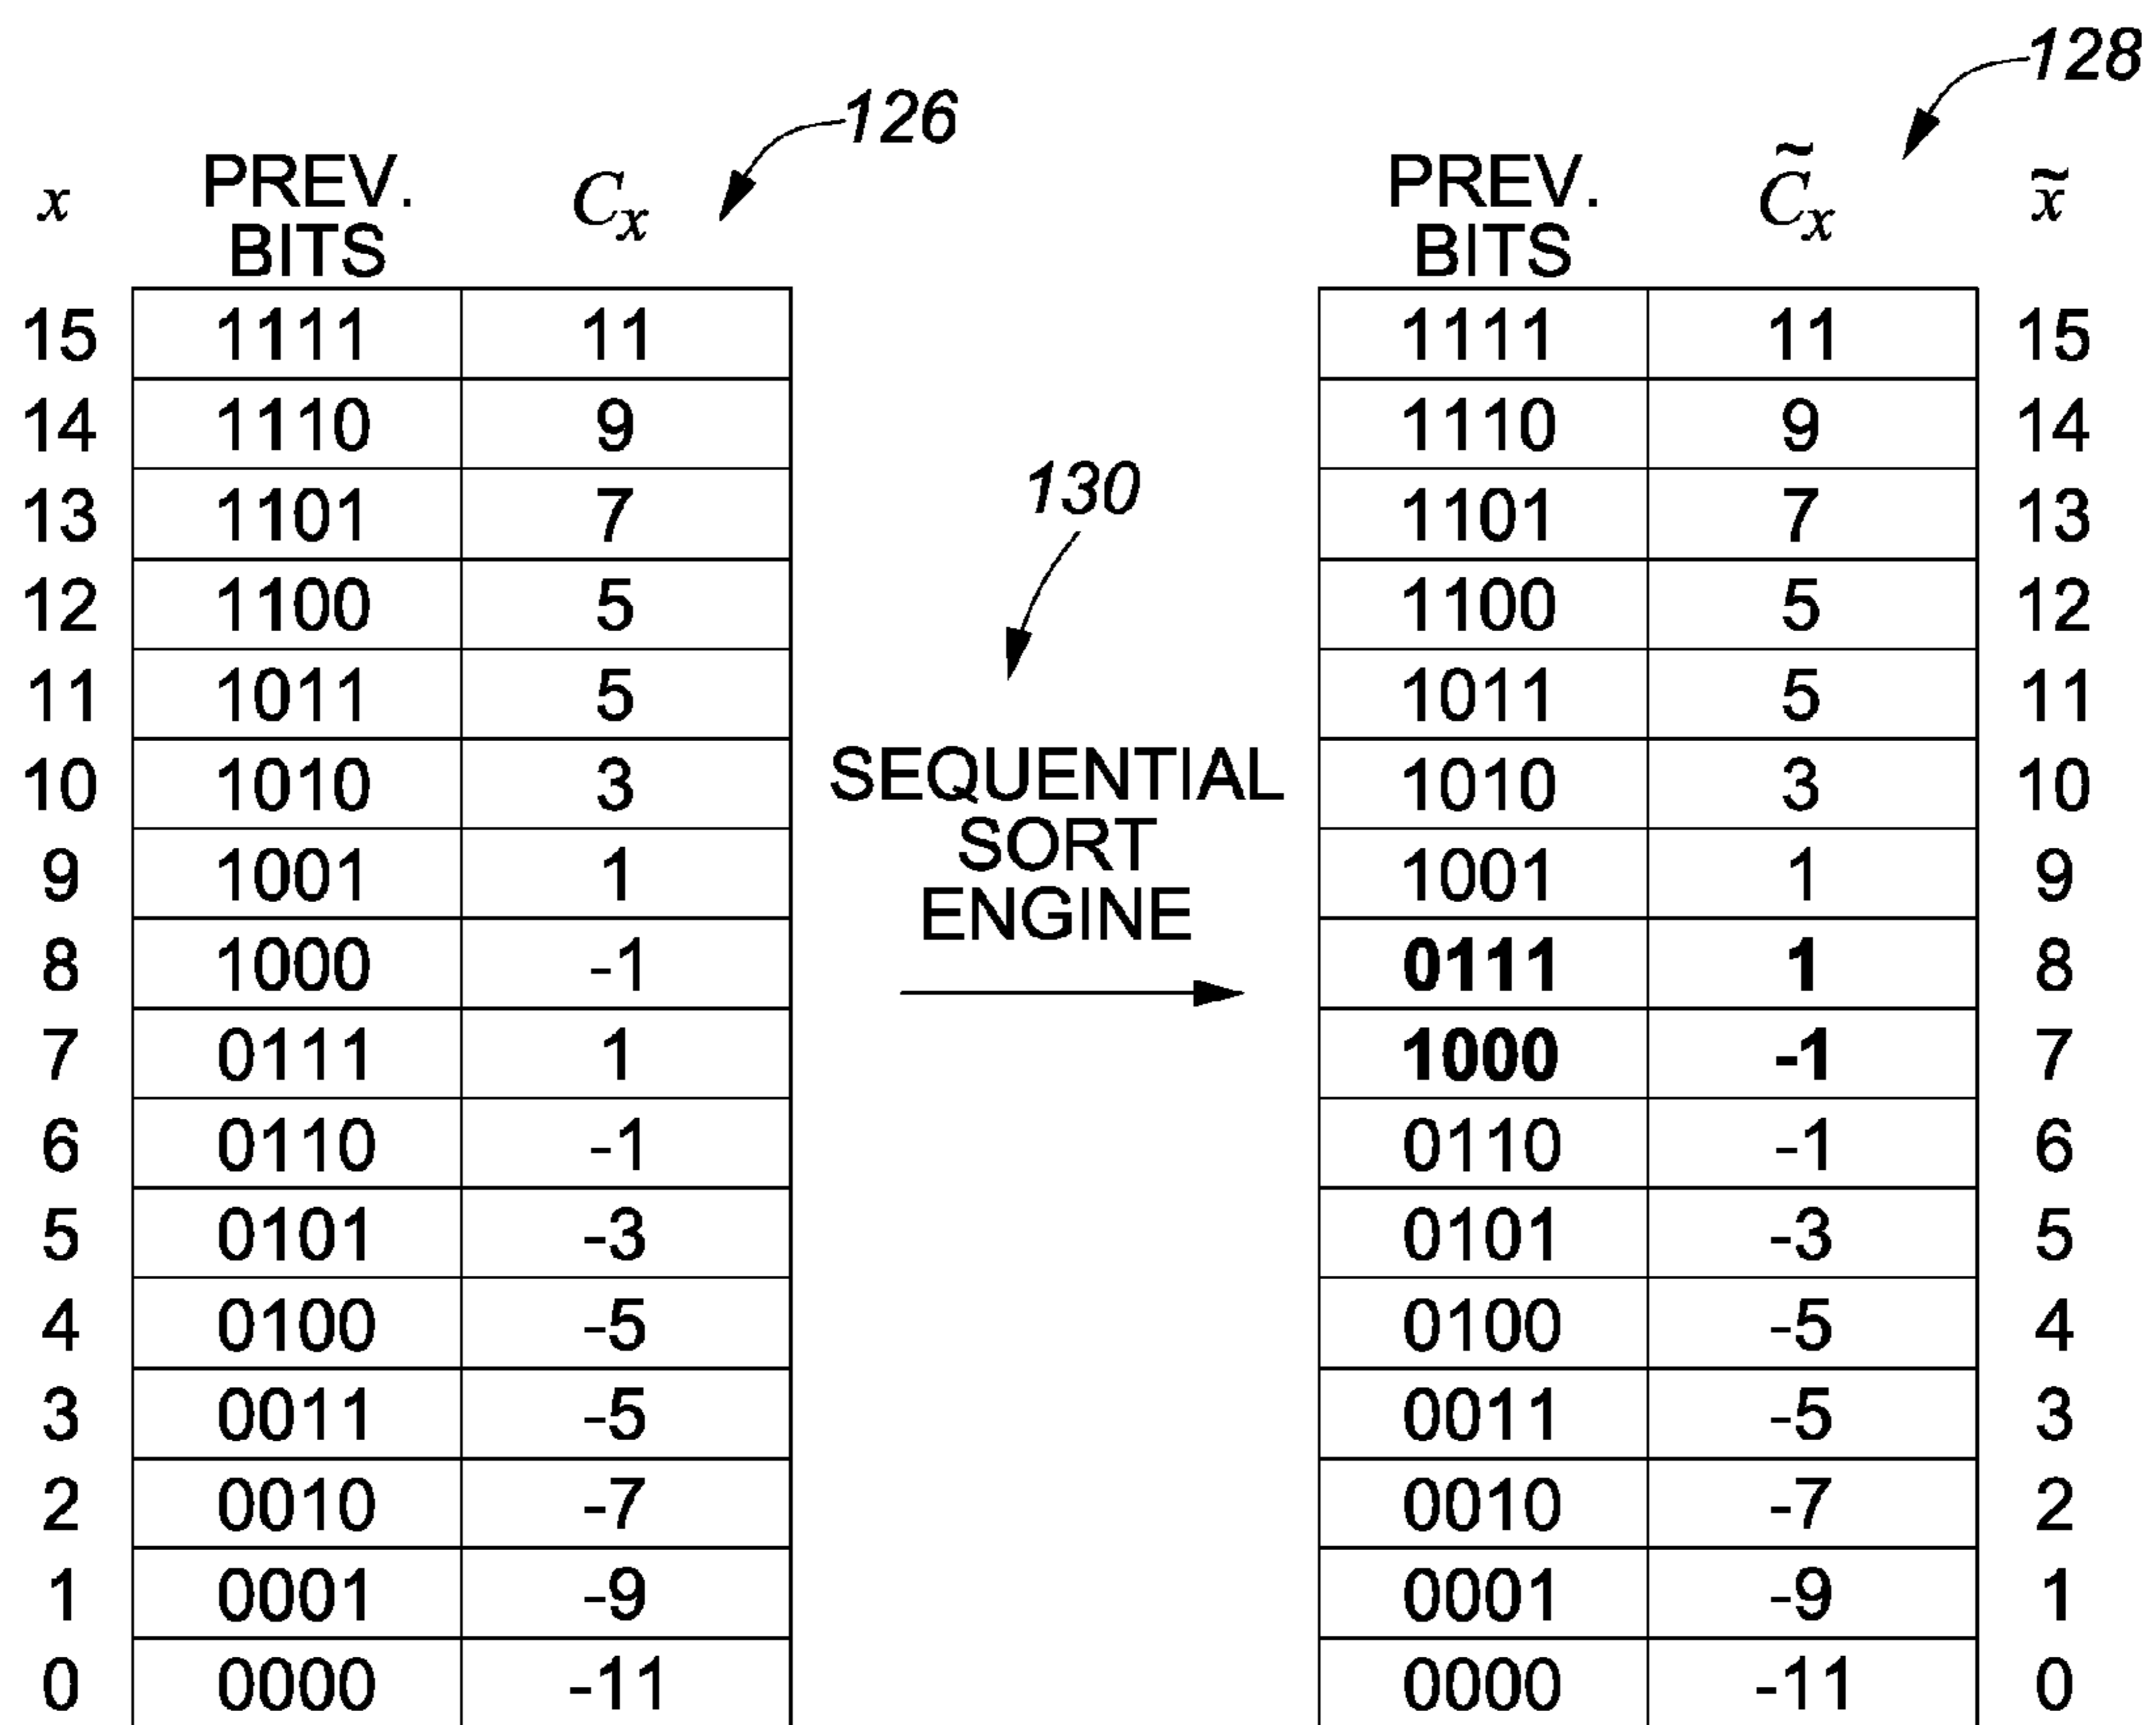 128
126
x PREV. BITS C_x PREV. BITS C̃_x x̃
15 1111 11 1111 11 15
14 1110 9 1110 9 14
13 1101 7 1101 7 13
130
12 1100 5 1100 5 12
11 1011 5 1011 5 11
10 1010 3 1010 3 10
SEQUENTIAL
SORT
ENGINE
9 1001 1 1001 1 9
8 1000 -1 0111 1 8
7 0111 1 1000 -1 7
6 0110 -1 0110 -1 6
5 0101 -3 0101 -3 5
4 0100 -5 0100 -5 4
3 0011 -5 0011 -5 3
2 0010 -7 0010 -7 2
1 0001 -9 0001 -9 1
0 0000 -11 0000 -11 0